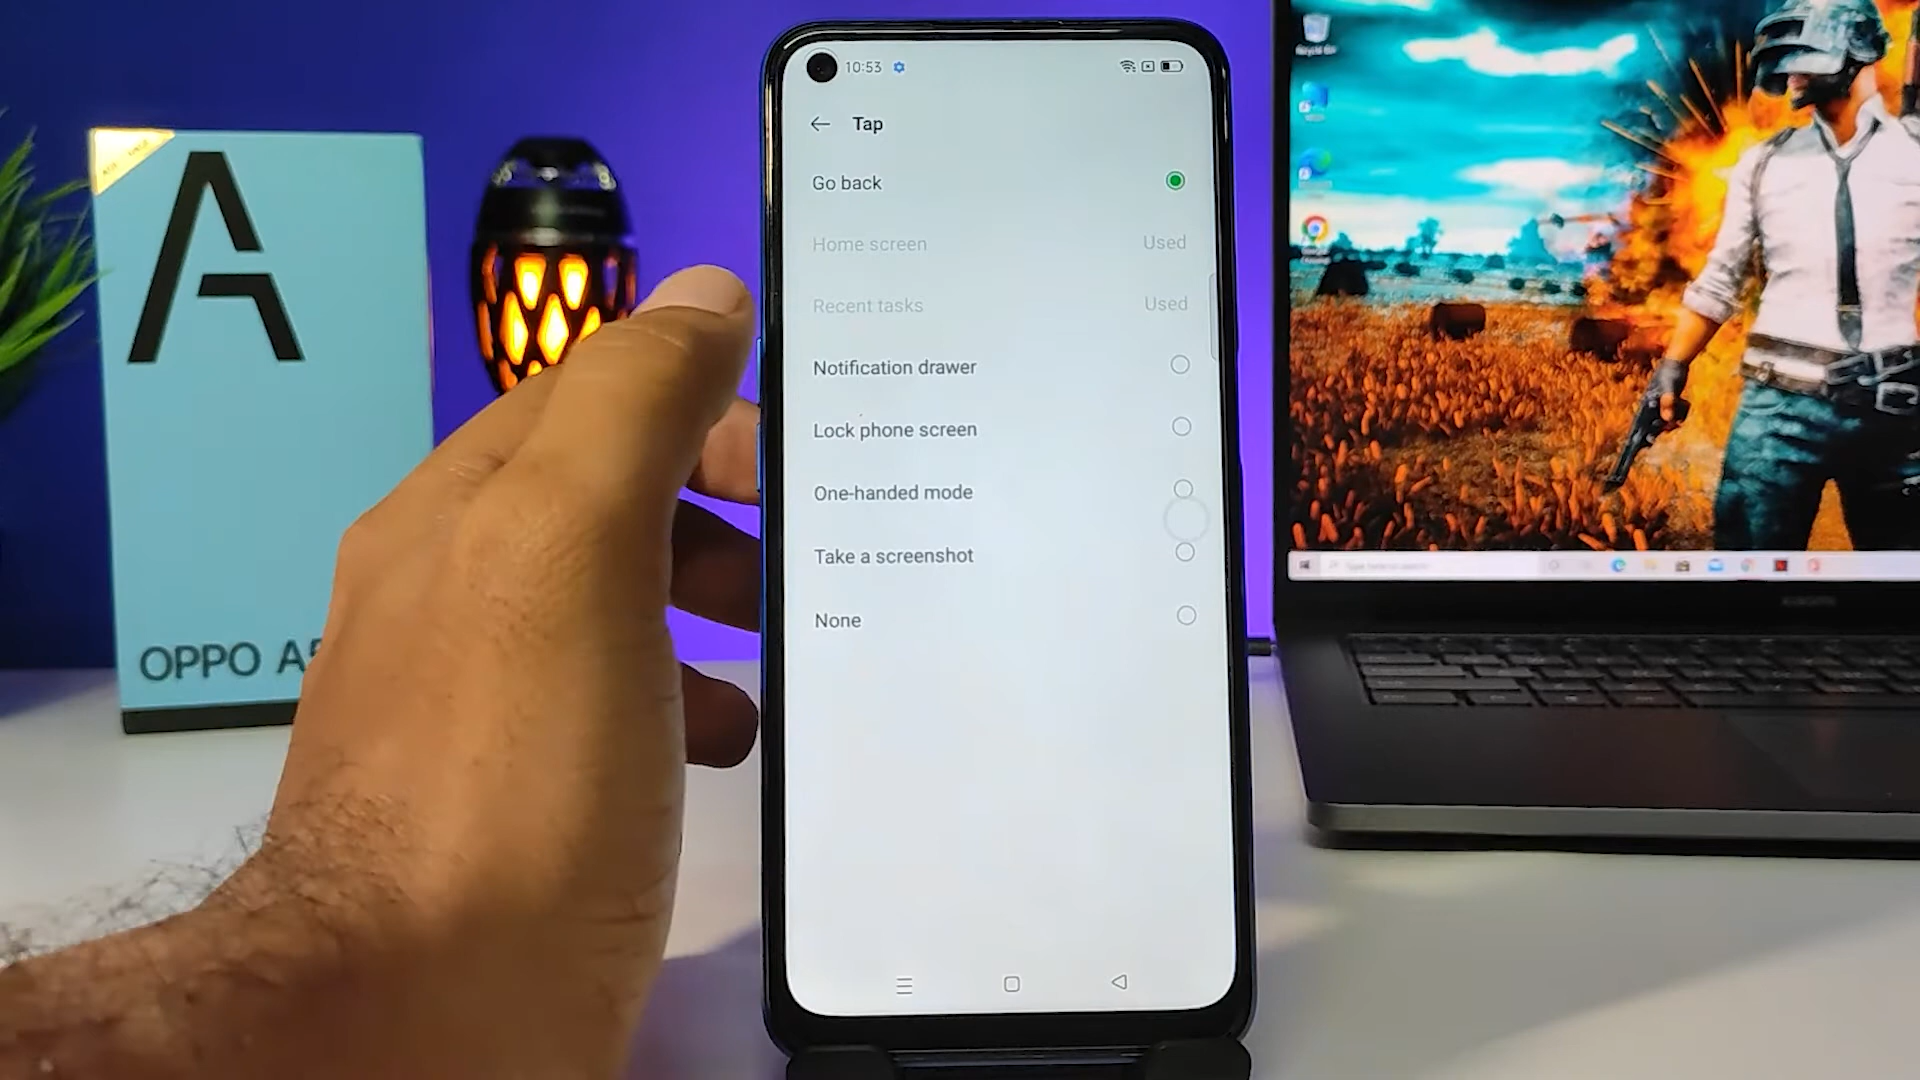 10:53
Tap
Go back
Home screen Used
Recent tasks Used
Notification drawer
Lock phone screen
One-handed mode
Take a screenshot
None
A
OPPO A5